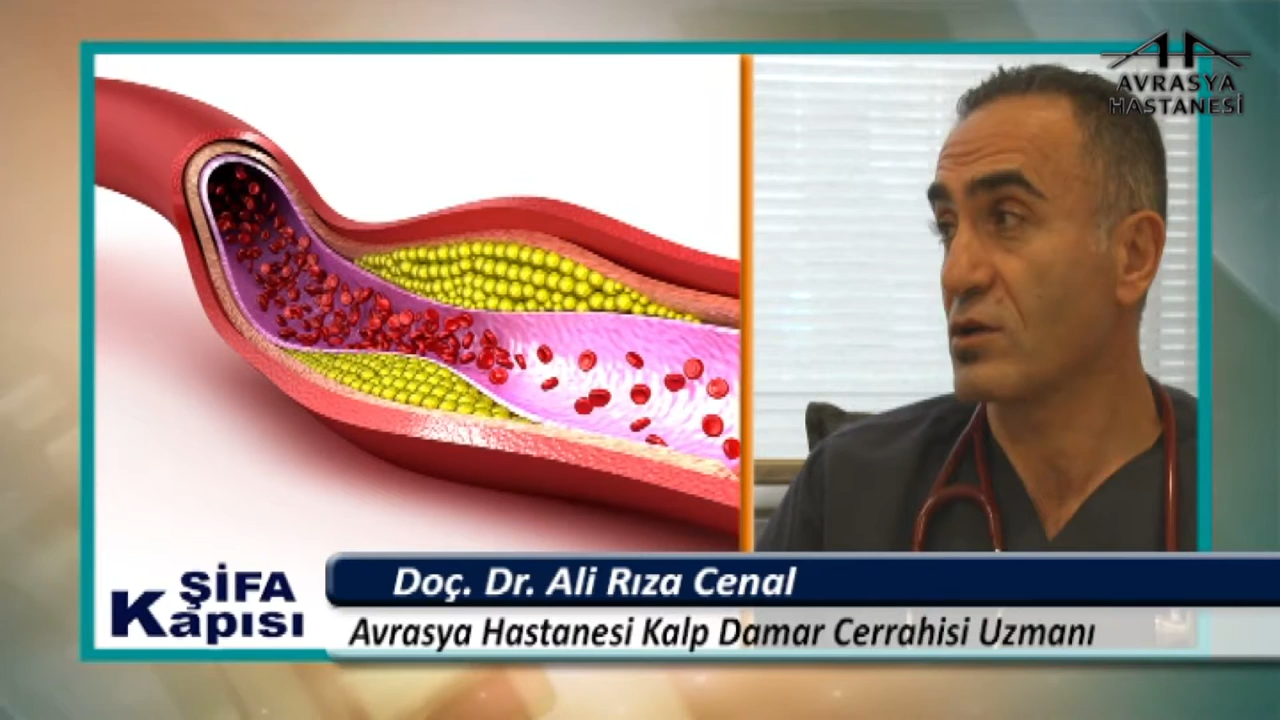 AVRASYA
HASTANESİ
ŞİFA
Kapısı
Doç. Dr. Ali Rıza Cenal
Avrasya Hastanesi Kalp Damar Cerrahisi Uzmanı